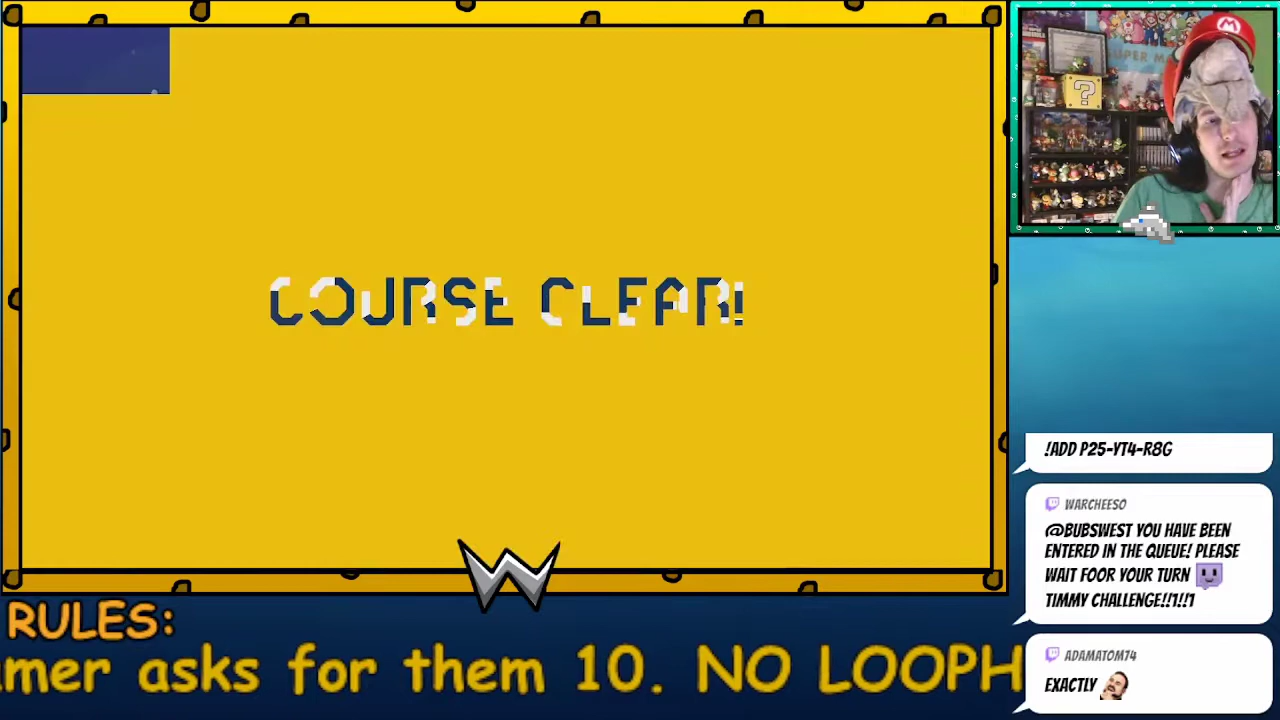 COURSE CLEAR!
!ADD P25-YT4-R8G
WARCHEESO
@BUBSWEST YOU HAVE BEEN
ENTERED IN THE QUEUE! PLEASE
WAIT FOOR YOUR TURN
TIMMY CHALLENGE!!1!!1
ADAMATOM74
EXACTLY
RULES:
amer asks for them 10. NO LOOPH
SUPER M